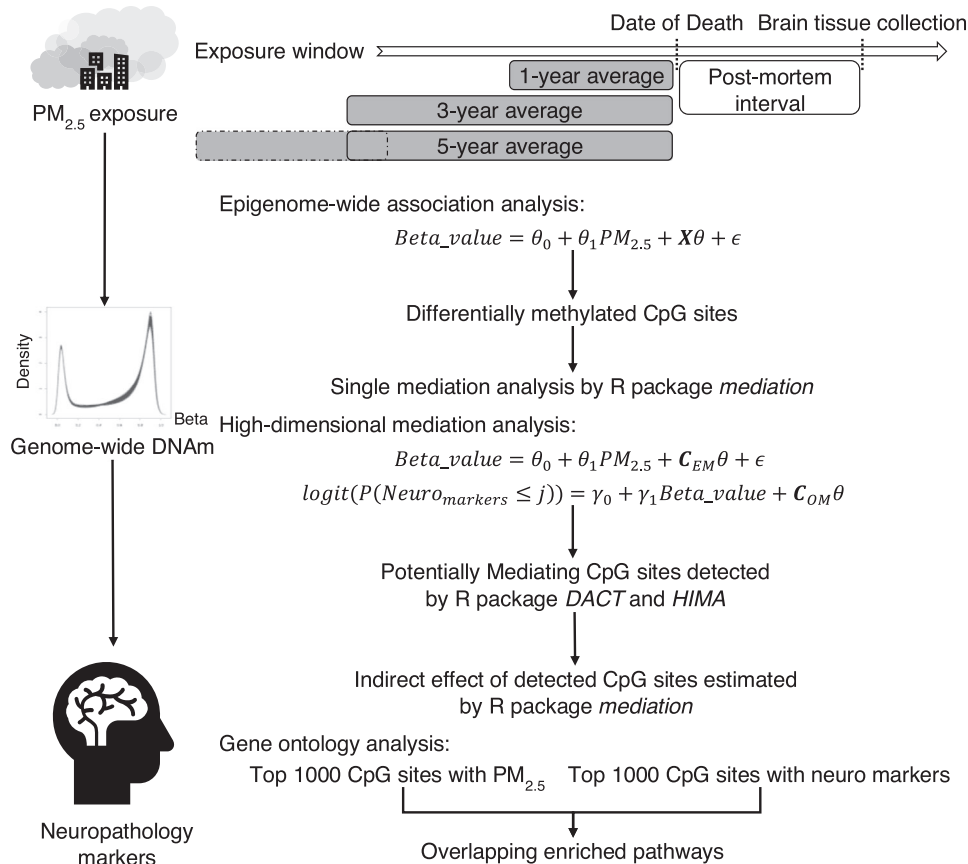 Date of Death
Brain tissue collection
Exposure window
1-year average
Post-mortem
interval
3-year average
5-year average
PM2.5 exposure
Epigenome-wide association analysis:
Beta_value = θ0 + θ1PM2.5 + Xθ + ϵ
Differentially methylated CpG sites
Single mediation analysis by R package mediation
Density
Beta
Genome-wide DNAm
High-dimensional mediation analysis:
Beta_value = θ0 + θ1PM2.5 + CEMθ + ϵ
logit(P(Neuromarkers ≤ j)) = γ0 + γ1Beta_value + COMθ
Potentially Mediating CpG sites detected
by R package DACT and HIMA
Indirect effect of detected CpG sites estimated
by R package mediation
Gene ontology analysis:
Top 1000 CpG sites with PM2.5
Top 1000 CpG sites with neuro markers
Overlapping enriched pathways
Neuropathology
markers